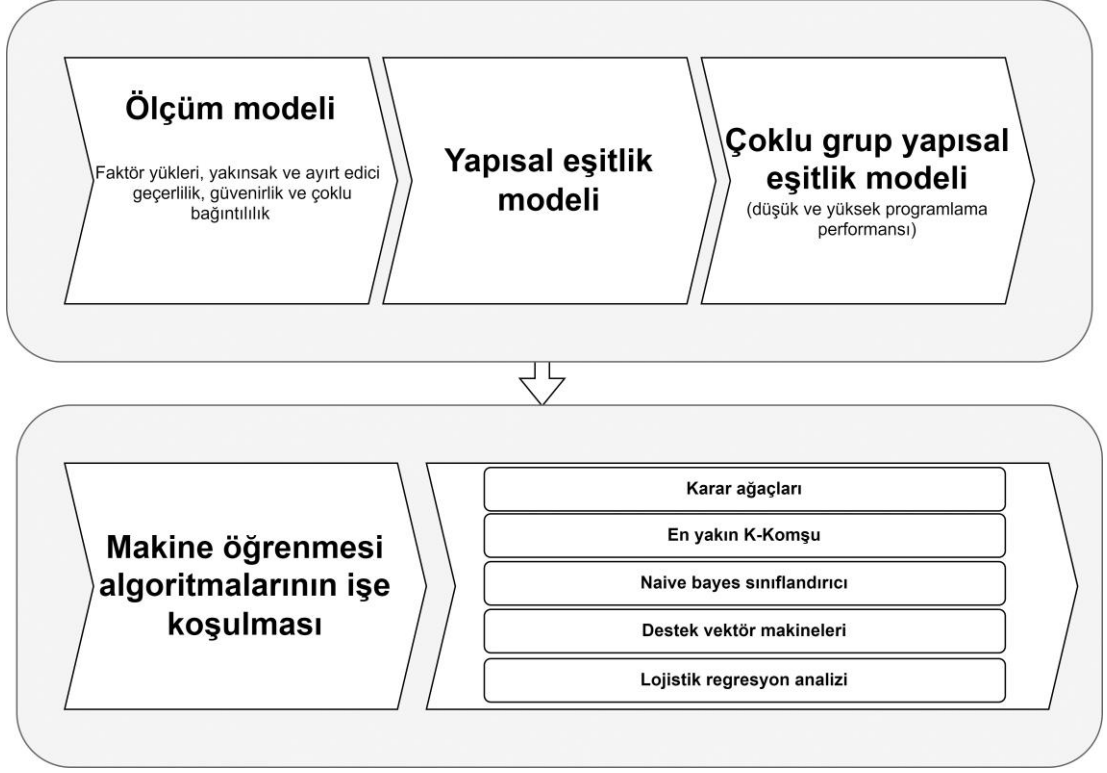 Ölçüm modeli
Faktör yükleri, yakınsak ve ayırt edici
geçerlilik, güvenirlik ve çoklu
bağıntılılık
Yapısal eşitlik
modeli
Çoklu grup yapısal
eşitlik modeli
(düşük ve yüksek programlama
performansı)
Makine öğrenmesi
algoritmalarının işe
koşulması
Karar ağaçları
En yakın K-Komşu
Naive bayes sınıflandırıcı
Destek vektör makineleri
Lojistik regresyon analizi